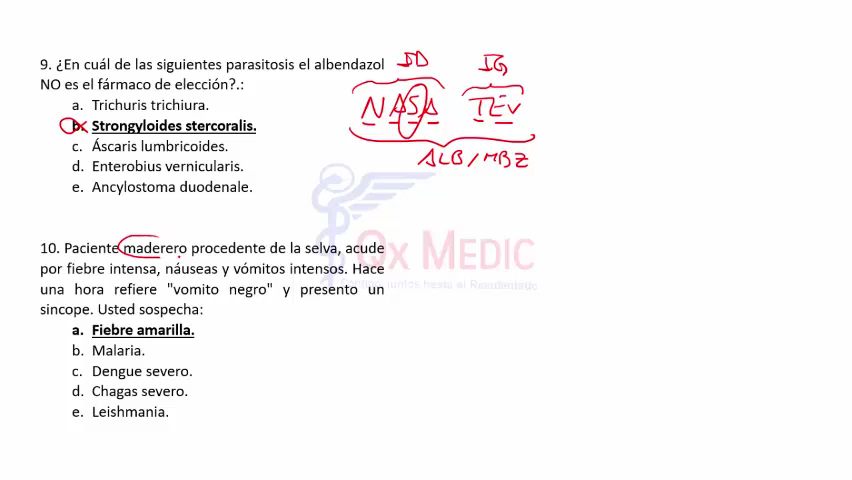 9. ¿En cuál de las siguientes parasitosis el albendazol
NO es el fármaco de elección?.:
a. Trichuris trichiura.
b. Strongyloides stercoralis.
c. Áscaris lumbricoides.
d. Enterobius vernicularis.
e. Ancylostoma duodenale.
ID
IG
NASA TEv
ALB/MBZ
Qx MEDIC
10. Paciente maderero procedente de la selva, acude
por fiebre intensa, náuseas y vómitos intensos. Hace
una hora refiere "vomito negro" y presento un
sincope. Usted sospecha:
a. Fiebre amarilla.
b. Malaria.
c. Dengue severo.
d. Chagas severo.
e. Leishmania.